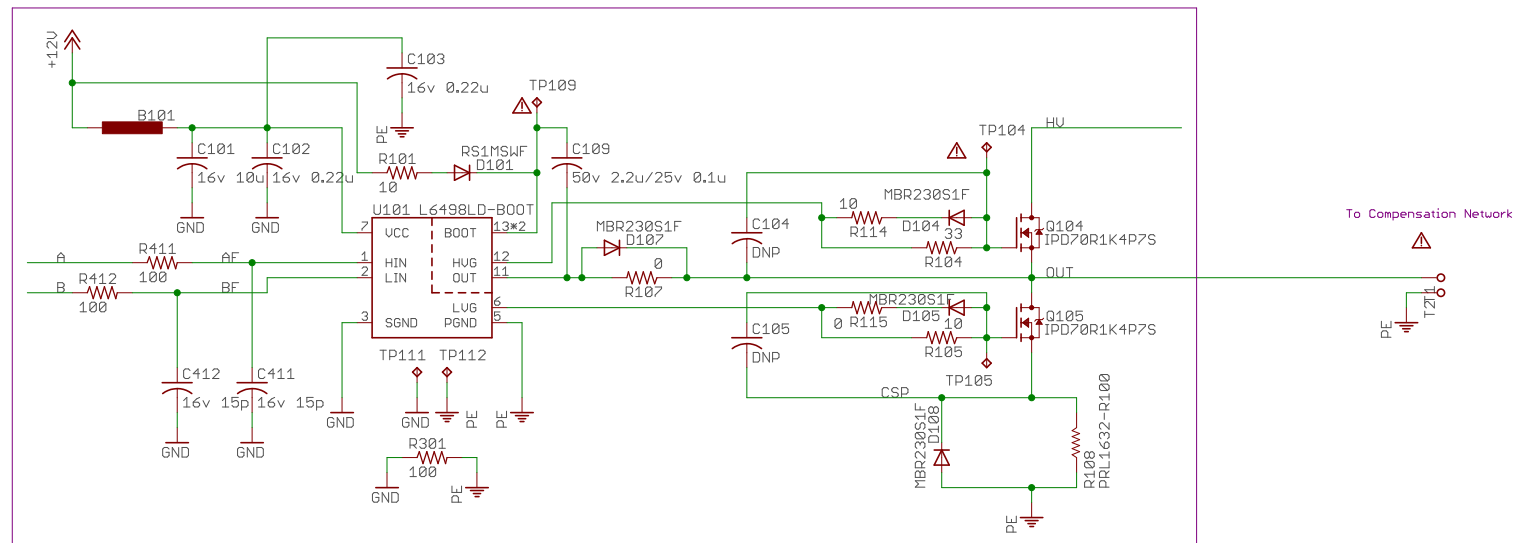 +12V
C103
16v 0.22u
PE
TP109
B101
C101
16v 10u
C102
16v 0.22u
GND
GND
R101
10
RS1MSWF
D101
C109
50v 2.2u/25v 0.1u
TP104
HV
U101 L6498LD-BOOT
7 VCC
BOOT 13*2
1 HIN
HVG 12
2 LIN
OUT 11
LVG 6
3 SGND
PGND 5
A
R411
100
AF
B
R412
100
BF
MBR230S1F
D107
0
R107
C104
DNP
10
R114
MBR230S1F
D104
33
R104
Q104
IPD70R1K4P7S
To Compensation Network
OUT
T1
T2
PE
C105
DNP
0
R115
MBR230S1F
D105
10
R105
Q105
IPD70R1K4P7S
TP105
TP111
TP112
GND
GND
PE
PE
C412
16v 15p
C411
16v 15p
GND
GND
R301
100
GND
PE
CSP
MBR230S1F
D108
R108
PRL1632-R100
PE